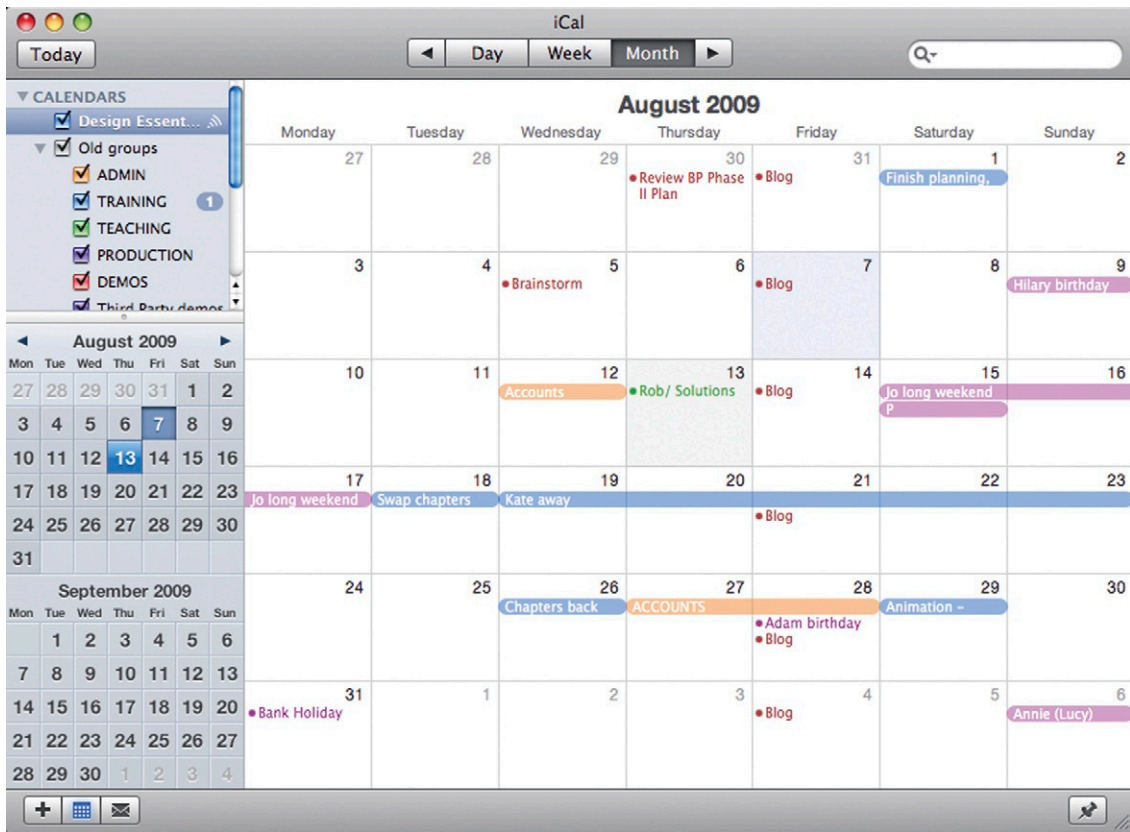 iCal
Today
Day Week Month
CALENDARS
Design Essent...
Old groups
ADMIN
TRAINING 1
TEACHING
PRODUCTION
DEMOS
Third Party demos
August 2009
Mon Tue Wed Thu Fri Sat Sun
27 28 29 30 31 1 2
3 4 5 6 7 8 9
10 11 12 13 14 15 16
17 18 19 20 21 22 23
24 25 26 27 28 29 30
31
September 2009
Mon Tue Wed Thu Fri Sat Sun
1 2 3 4 5 6
7 8 9 10 11 12 13
14 15 16 17 18 19 20
21 22 23 24 25 26 27
28 29 30 1 2 3 4
August 2009
Monday Tuesday Wednesday Thursday Friday Saturday Sunday
27 28 29 30 31 1 2
Review BP Phase Blog Finish planning,
II Plan
3 4 5 6 7 8 9
Brainstorm Blog Hilary birthday
10 11 12 13 14 15 16
Accounts Rob/ Solutions Blog Jo long weekend
P
17 18 19 20 21 22 23
Jo long weekend Swap chapters Kate away
Blog
24 25 26 27 28 29 30
Chapters back ACCOUNTS Animation –
Adam birthday
Blog
31 1 2 3 4 5 6
Bank Holiday Blog Annie (Lucy)